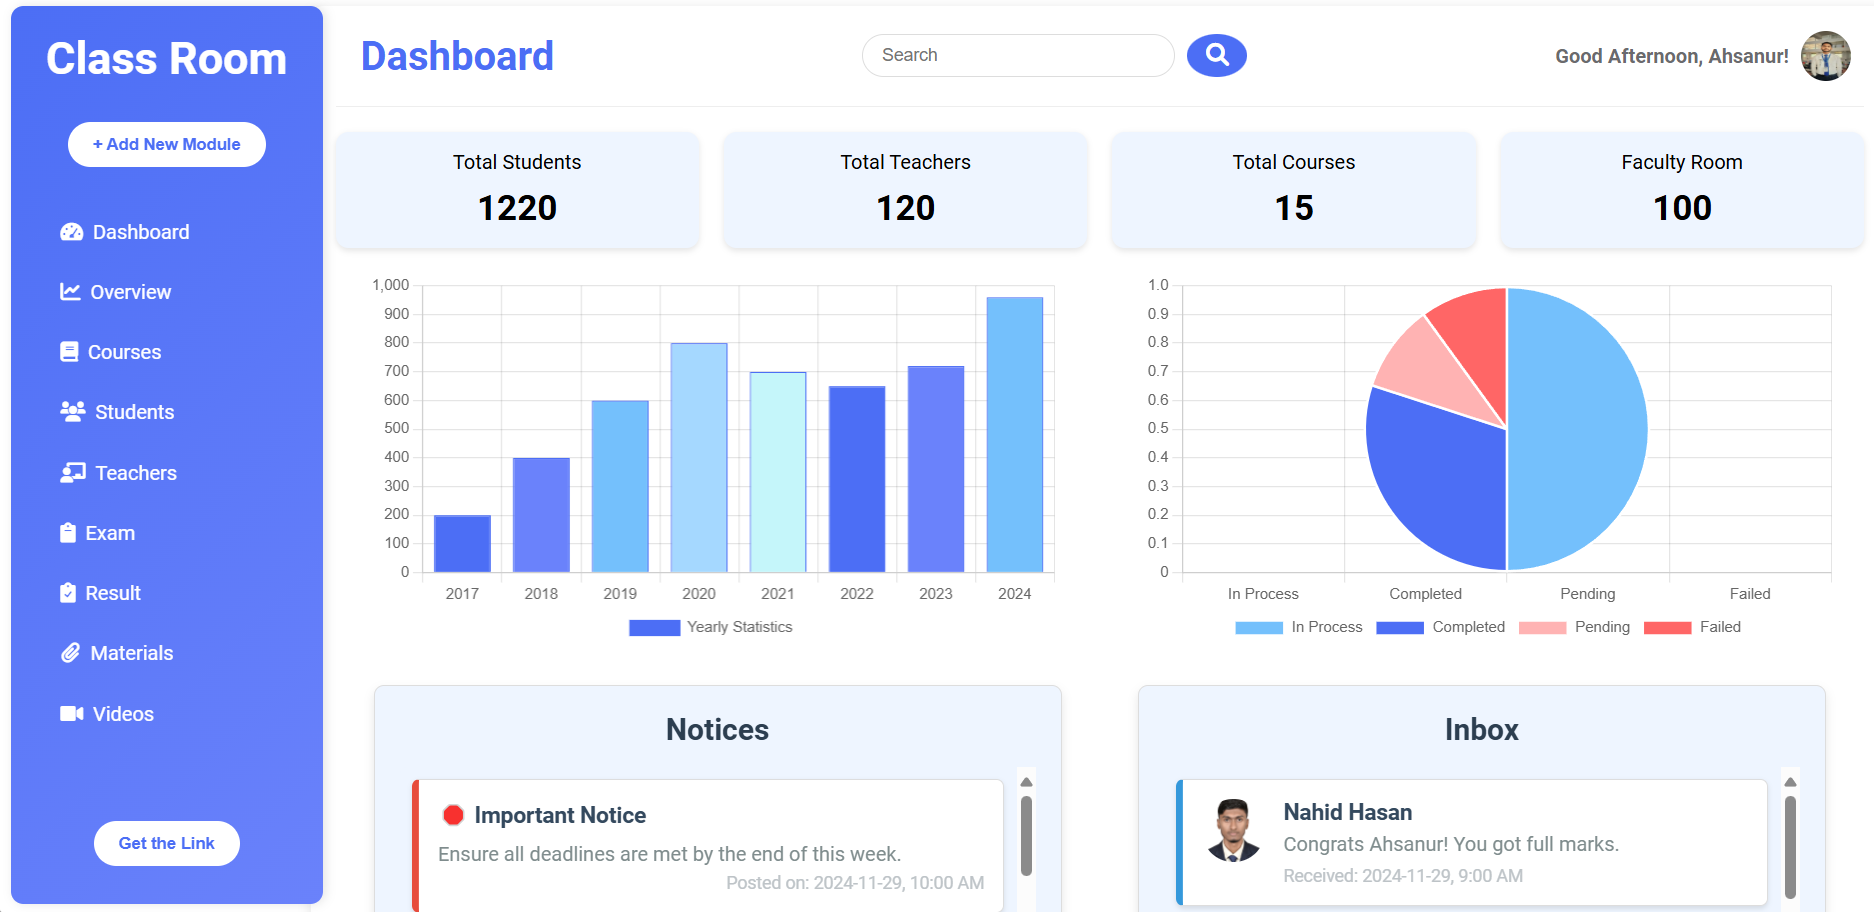 Class Room
+ Add New Module
Dashboard
Overview
Courses
Students
Teachers
Exam
Result
Materials
Videos
Get the Link
Dashboard
Search
Good Afternoon, Ahsanur!
Total Students
1220
Total Teachers
120
Total Courses
15
Faculty Room
100
1,000
900
800
700
600
500
400
300
200
100
0
2017 2018 2019 2020 2021 2022 2023 2024
Yearly Statistics
1.0
0.9
0.8
0.7
0.6
0.5
0.4
0.3
0.2
0.1
0
In Process Completed Pending Failed
In Process Completed Pending Failed
Notices
Important Notice
Ensure all deadlines are met by the end of this week.
Posted on: 2024-11-29, 10:00 AM
Inbox
Nahid Hasan
Congrats Ahsanur! You got full marks.
Received: 2024-11-29, 9:00 AM